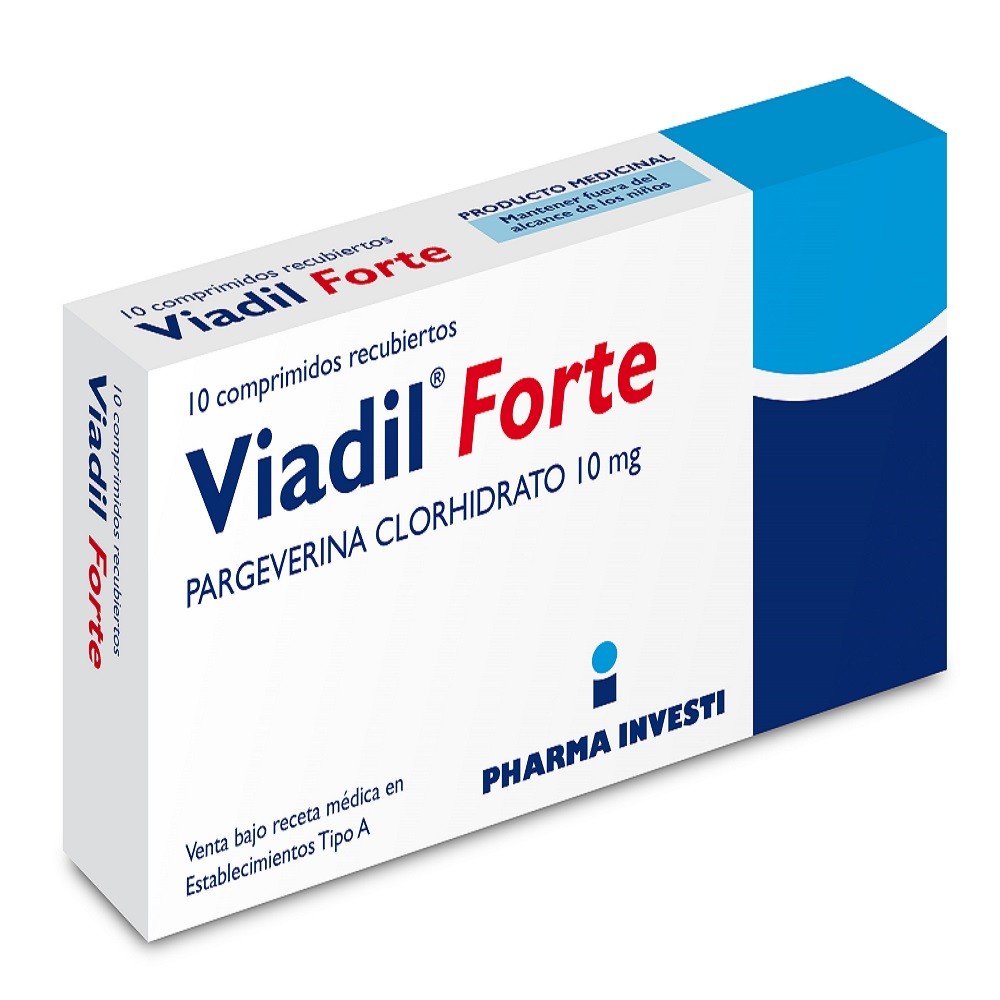 10 comprimidos recubiertos
Viadil Forte
PRODUCTO MEDICINAL
Mantener fuera del
alcance de los niños
10 comprimidos recubiertos
Viadil® Forte
PARGEVERINA CLORHIDRATO 10 mg
PHARMA INVESTI
Venta bajo receta médica en
Establecimientos Tipo A
10 comprimidos recubiertos
Viadil Forte